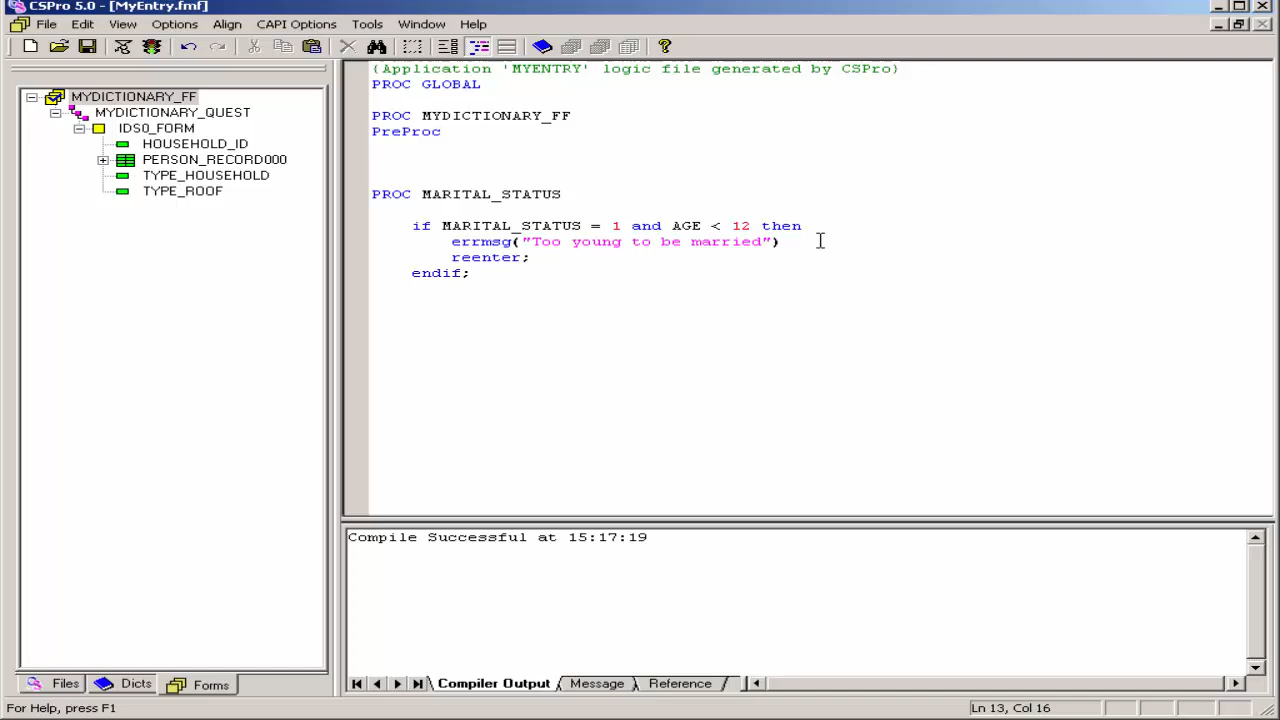 CSPro 5.0 - [MyEntry.fmf]
File Edit View Options Align CAPI Options Tools Window Help
MYDICTIONARY_FF
MYDICTIONARY_QUEST
IDS0_FORM
HOUSEHOLD_ID
PERSON_RECORD000
TYPE_HOUSEHOLD
TYPE_ROOF
Files Dicts Forms
{Application 'MYENTRY' logic file generated by CSPro}
PROC GLOBAL
PROC MYDICTIONARY_FF
PreProc
PROC MARITAL_STATUS
if MARITAL_STATUS = 1 and AGE < 12 then
errmsg("Too young to be married")
reenter;
endif;
Compile Successful at 15:17:19
Compiler Output Message Reference
For Help, press F1
Ln 13, Col 16